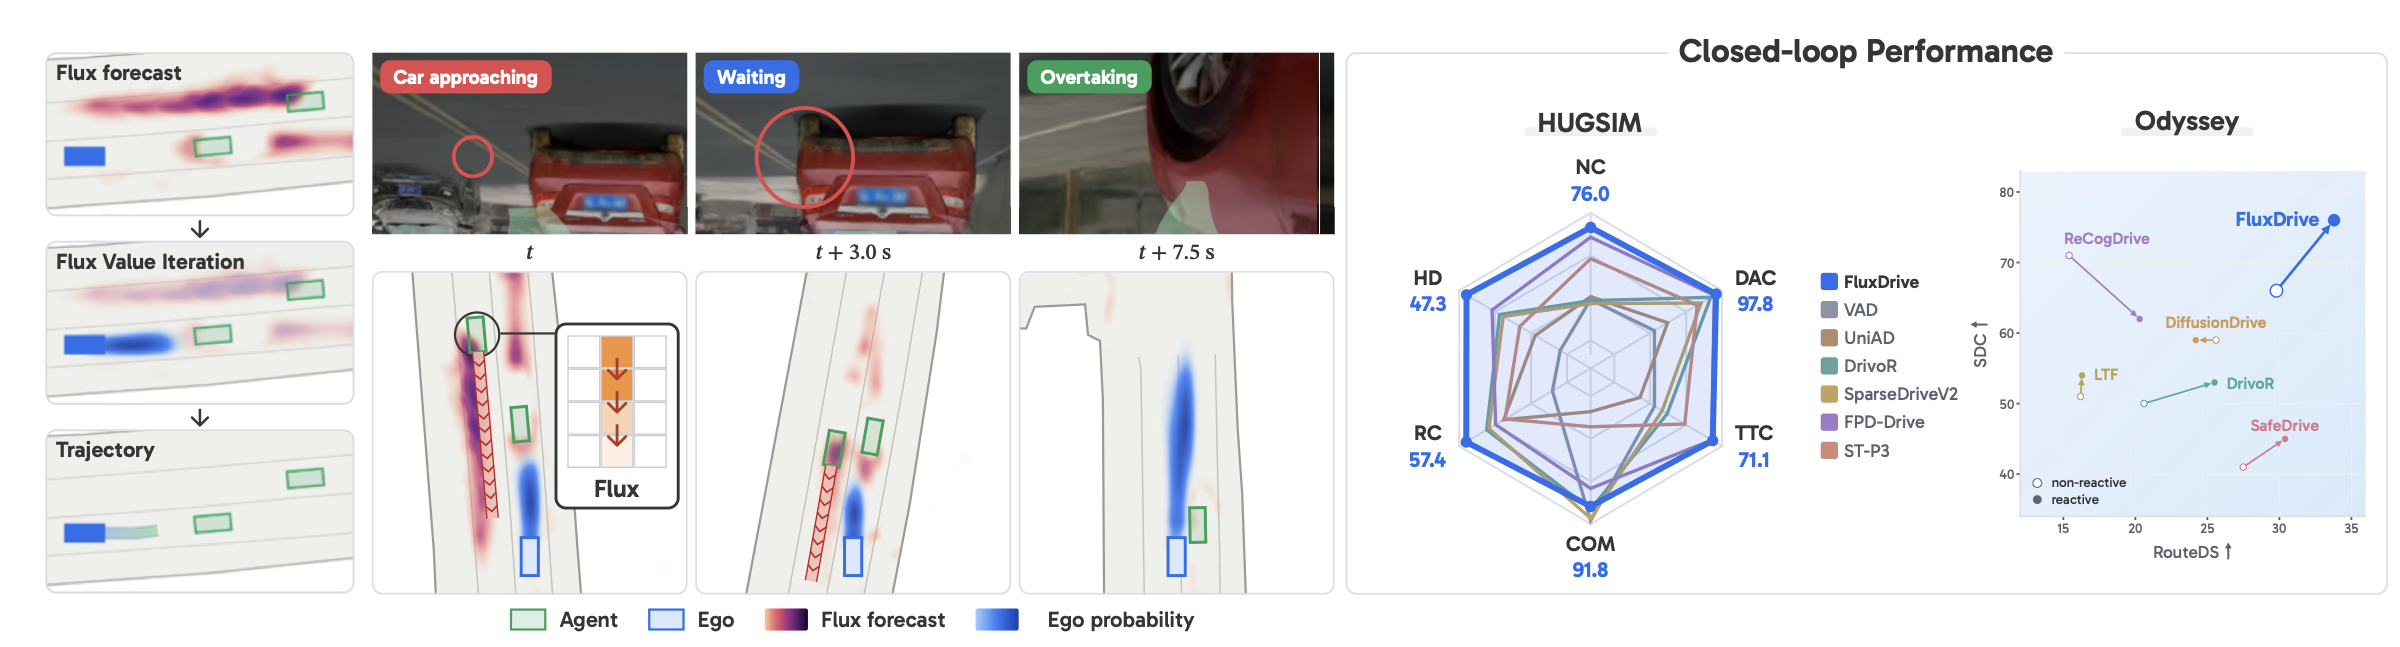 Flux forecast
Flux Value Iteration
Trajectory
Car approaching
Waiting
Overtaking
t
t + 3.0 s
t + 7.5 s
Flux
Agent
Ego
Flux forecast
Ego probability
Closed-loop Performance
HUGSIM
NC
76.0
HD
47.3
DAC
97.8
RC
57.4
TTC
71.1
COM
91.8
FluxDrive
VAD
UniAD
DrivoR
SparseDriveV2
FPD-Drive
ST-P3
Odyssey
SDC ↑
80
70
60
50
40
FluxDrive
ReCogDrive
DiffusionDrive
LTF
DrivoR
SafeDrive
non-reactive
reactive
15 20 25 30 35
RouteDS ↑